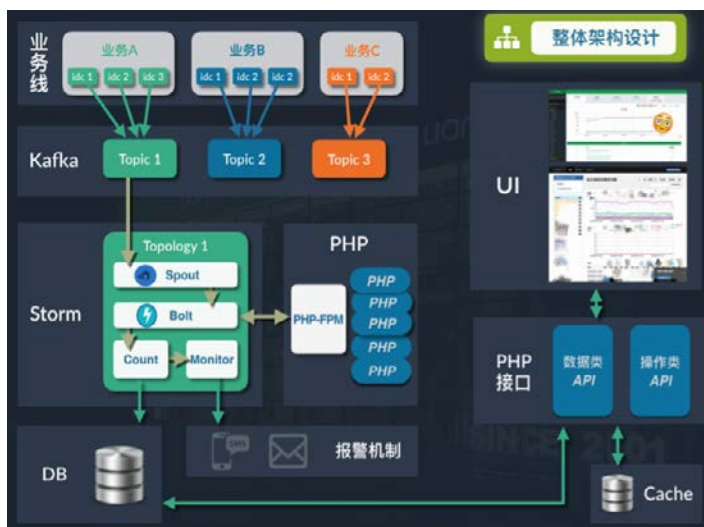 业务线
业务A
idc 1
idc 2
idc 3
业务B
idc 1
idc 2
idc 2
业务C
idc 1
idc 2
整体架构设计
Kafka
Topic 1
Topic 2
Topic 3
UI
Storm
Topology 1
Spout
Bolt
Count
Monitor
PHP
PHP-FPM
PHP
PHP
PHP
PHP
PHP
PHP
接口
数据类
API
操作类
API
DB
SMS
报警机制
Cache
SINCE 2001